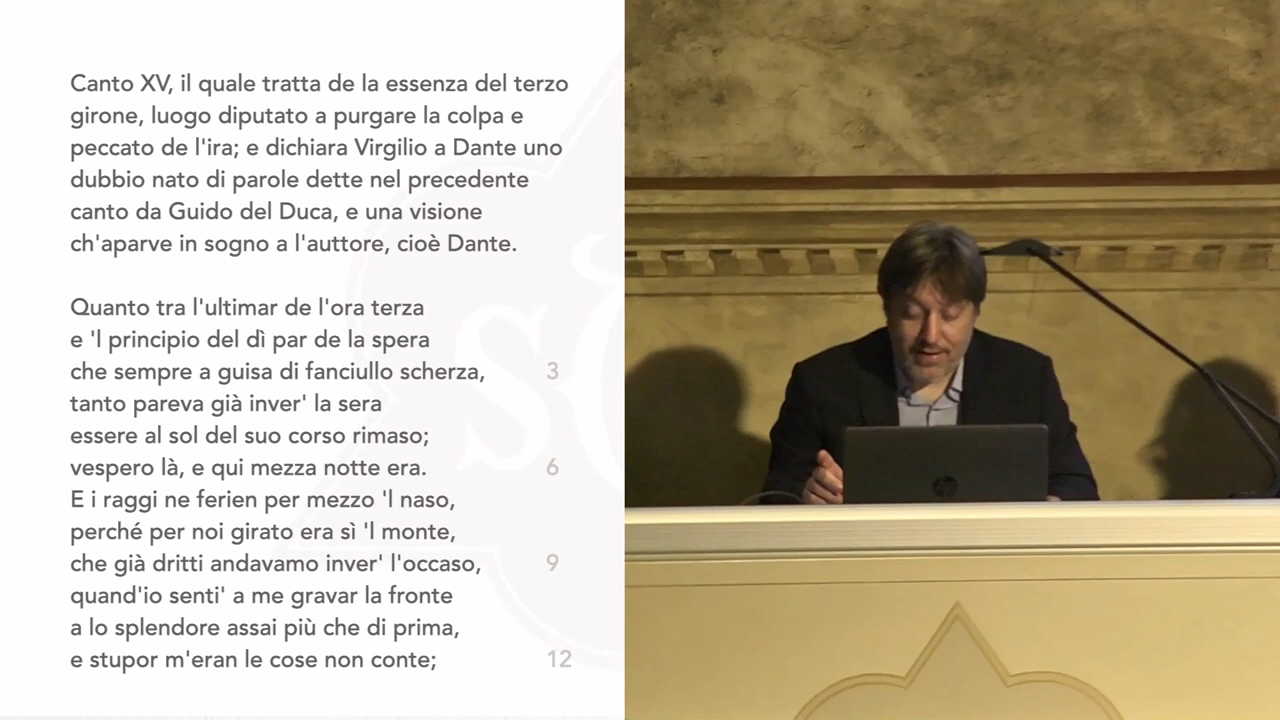 Canto XV, il quale tratta de la essenza del terzo
girone, luogo diputato a purgare la colpa e
peccato de l'ira; e dichiara Virgilio a Dante uno
dubbio nato di parole dette nel precedente
canto da Guido del Duca, e una visione
ch'aparve in sogno a l'auttore, cioè Dante.
Quanto tra l'ultimar de l'ora terza
e 'l principio del dì par de la spera
che sempre a guisa di fanciullo scherza, 3
tanto pareva già inver' la sera
essere al sol del suo corso rimaso;
vespero là, e qui mezza notte era. 6
E i raggi ne ferien per mezzo 'l naso,
perché per noi girato era sì 'l monte,
che già dritti andavamo inver' l'occaso, 9
quand'io senti' a me gravar la fronte
a lo splendore assai più che di prima,
e stupor m'eran le cose non conte; 12
hp